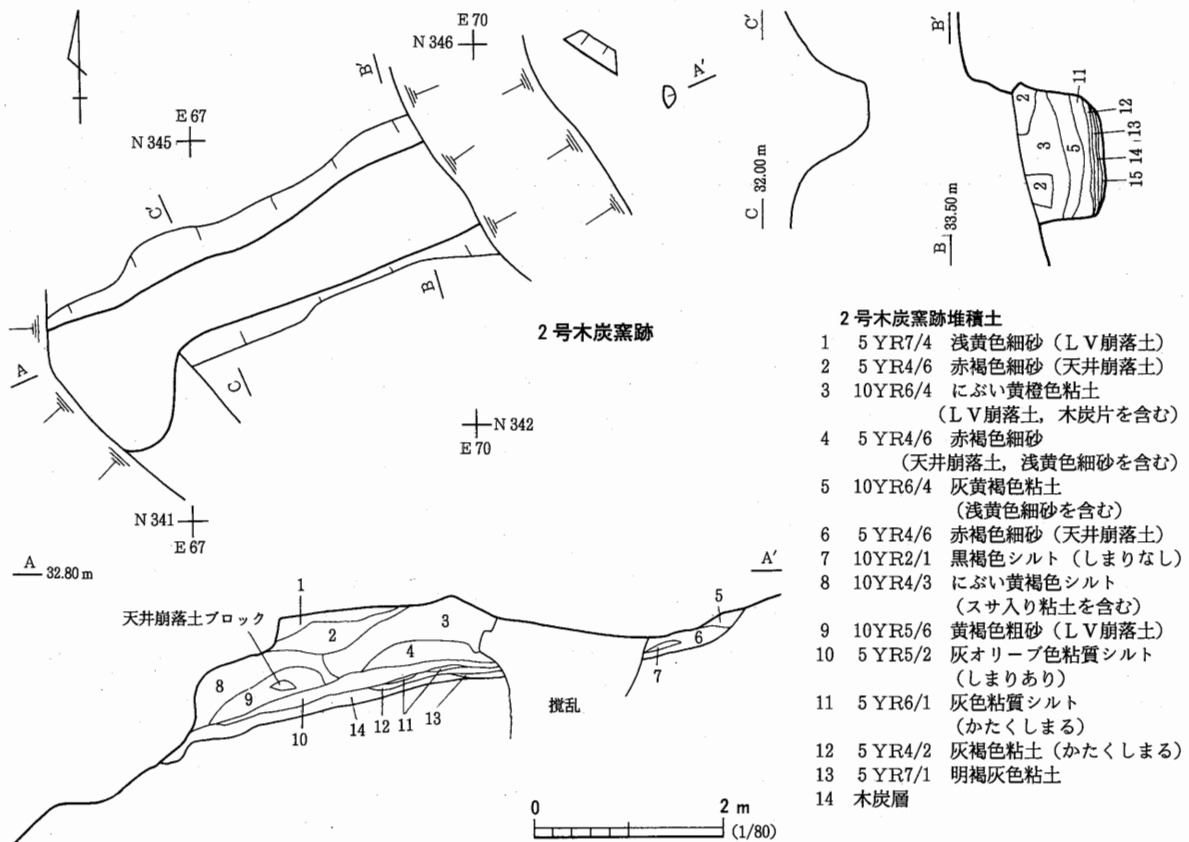 E 70
N 346
E 67
N 345
B′
A′
C′
A
B
C
N 342
E 70
N 341
E 67
2号木炭窯跡
C′
C 32.00 m
B′
B 33.50 m
2
3
2
5
11
12
13
14
15
A 32.80 m
A′
天井崩落土ブロック
1
2
3
4
8
9
10
14
12
11
13
撹乱
5
6
7
0 2 m
(1/80)
2号木炭窯跡堆積土
1 5YR7/4 浅黄色細砂（LV崩落土）
2 5YR4/6 赤褐色細砂（天井崩落土）
3 10YR6/4 にぶい黄橙色粘土
（LV崩落土，木炭片を含む）
4 5YR4/6 赤褐色細砂
（天井崩落土，浅黄色細砂を含む）
5 10YR6/4 灰黄褐色粘土
（浅黄色細砂を含む）
6 5YR4/6 赤褐色細砂（天井崩落土）
7 10YR2/1 黒褐色シルト（しまりなし）
8 10YR4/3 にぶい黄褐色シルト
（スサ入り粘土を含む）
9 10YR5/6 黄褐色粗砂（LV崩落土）
10 5YR5/2 灰オリーブ色粘質シルト
（しまりあり）
11 5YR6/1 灰色粘質シルト
（かたくしまる）
12 5YR4/2 灰褐色粘土（かたくしまる）
13 5YR7/1 明褐灰色粘土
14 木炭層